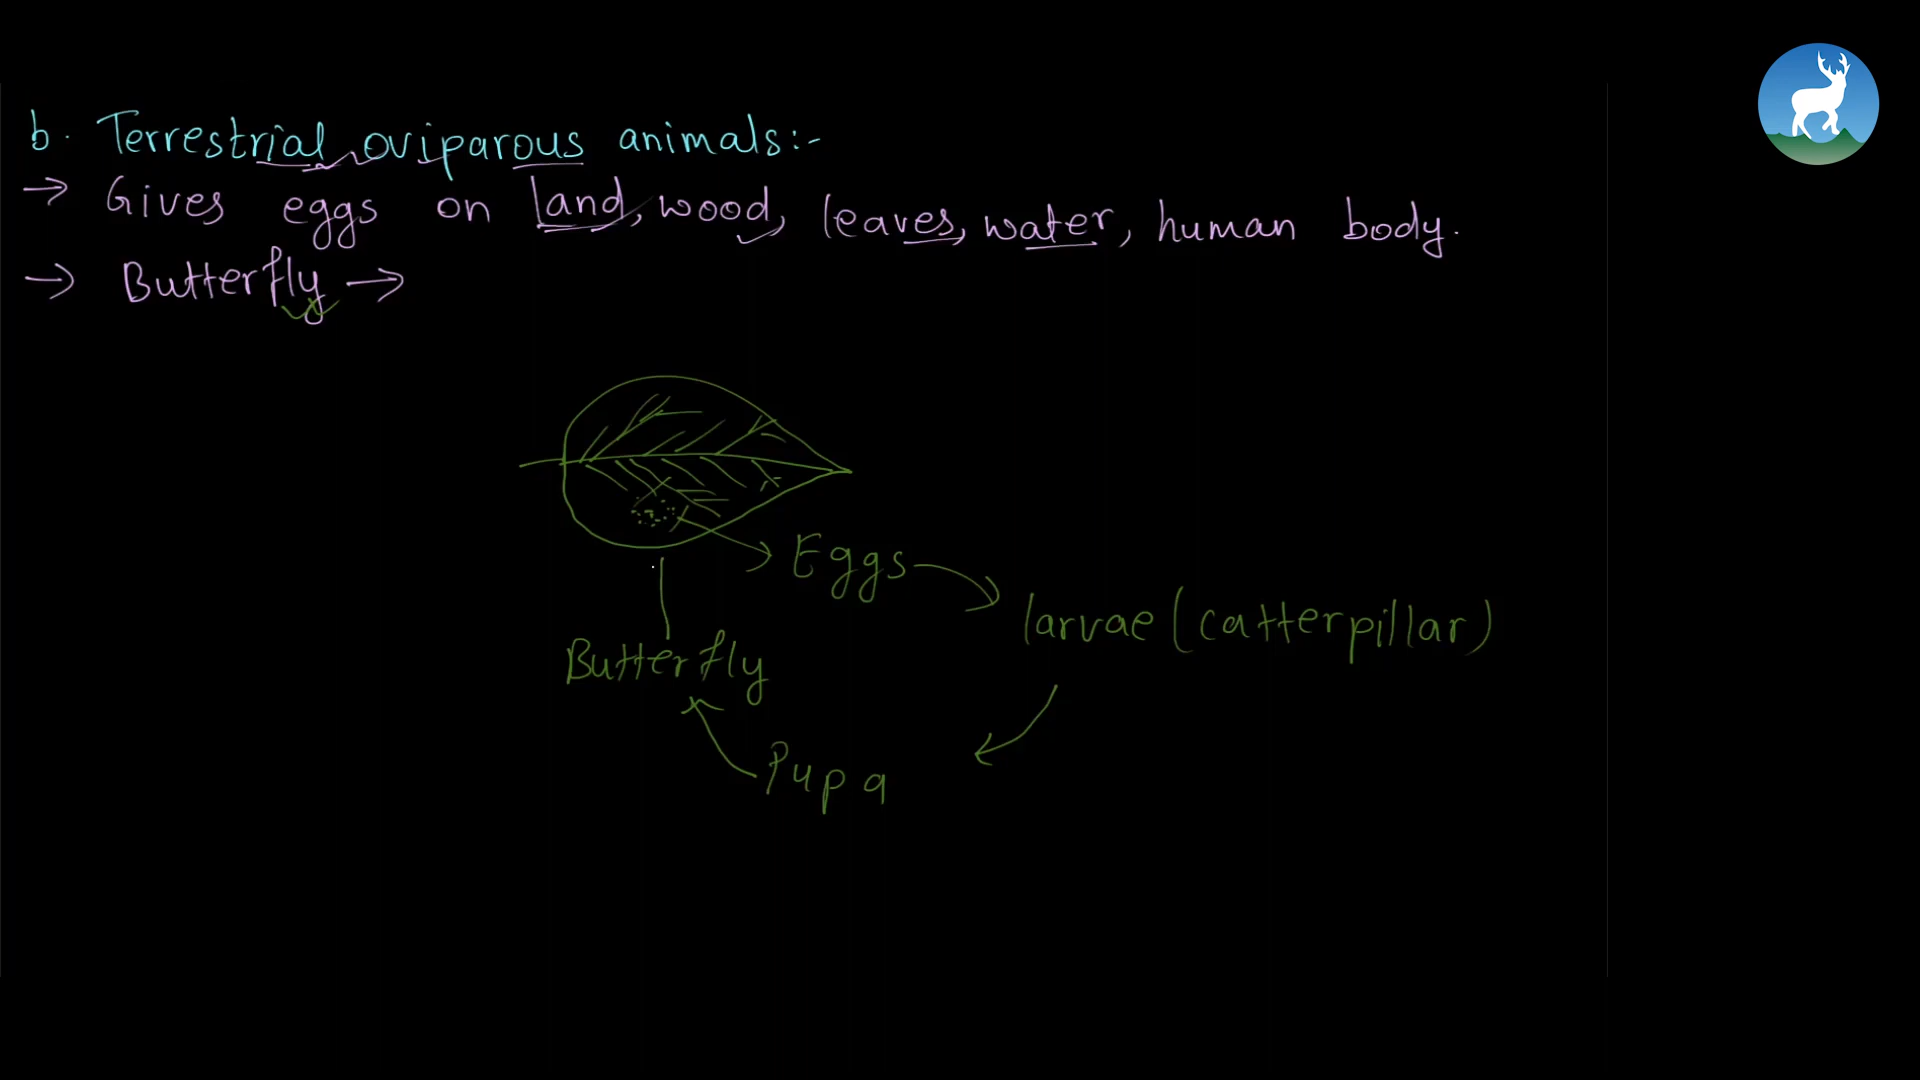 b. Terrestrial oviparous animals:-
→ Gives eggs on land, wood, leaves, water, human body.
→ Butterfly →
Eggs
larvae (catterpillar)
Butterfly
Pupa